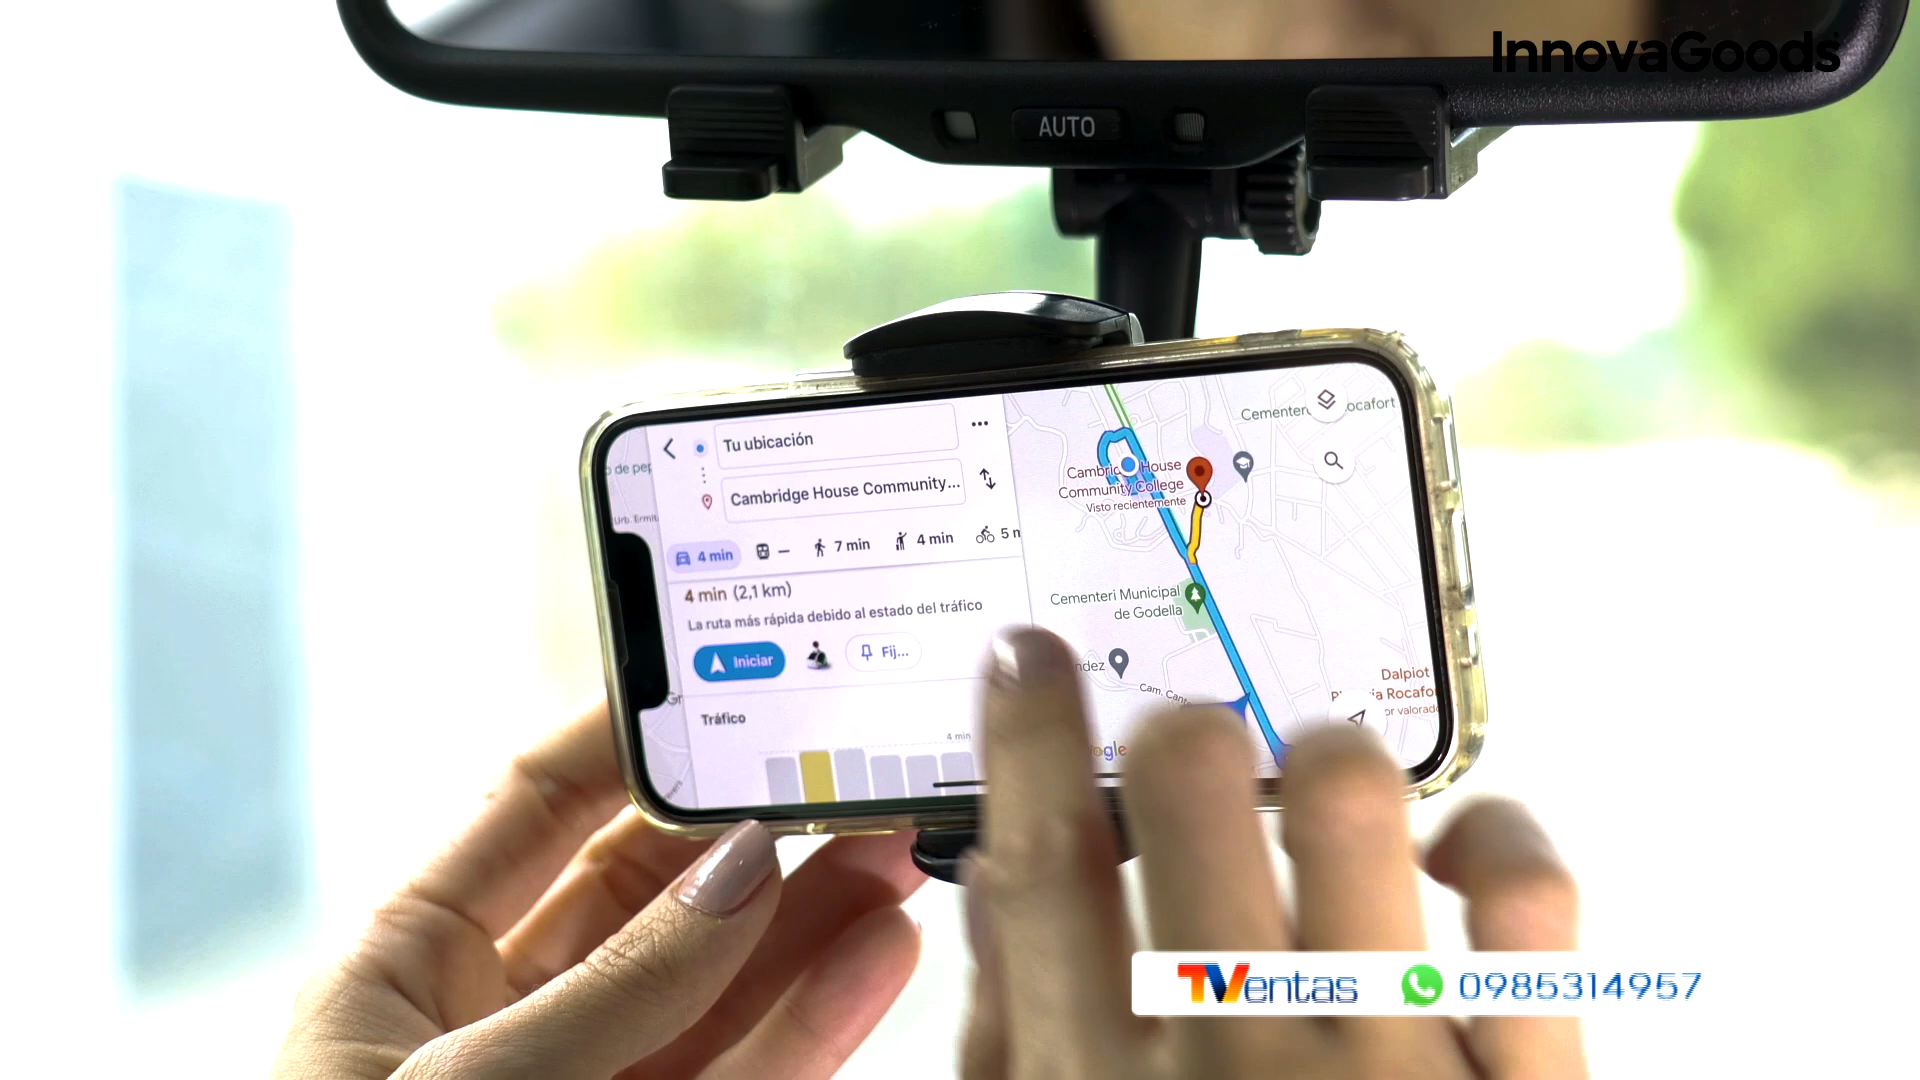 InnovaGoods
AUTO
Tu ubicación
Cambridge House Community...
4 min
7 min
4 min
4 min (2,1 km)
La ruta más rápida debido al estado del tráfico
Iniciar
Fij...
Tráfico
4 min
Cambridge House
Community College
Visto recientemente
Cementeri Municipal
de Godella
Dalpiot
TVentas
0985314957